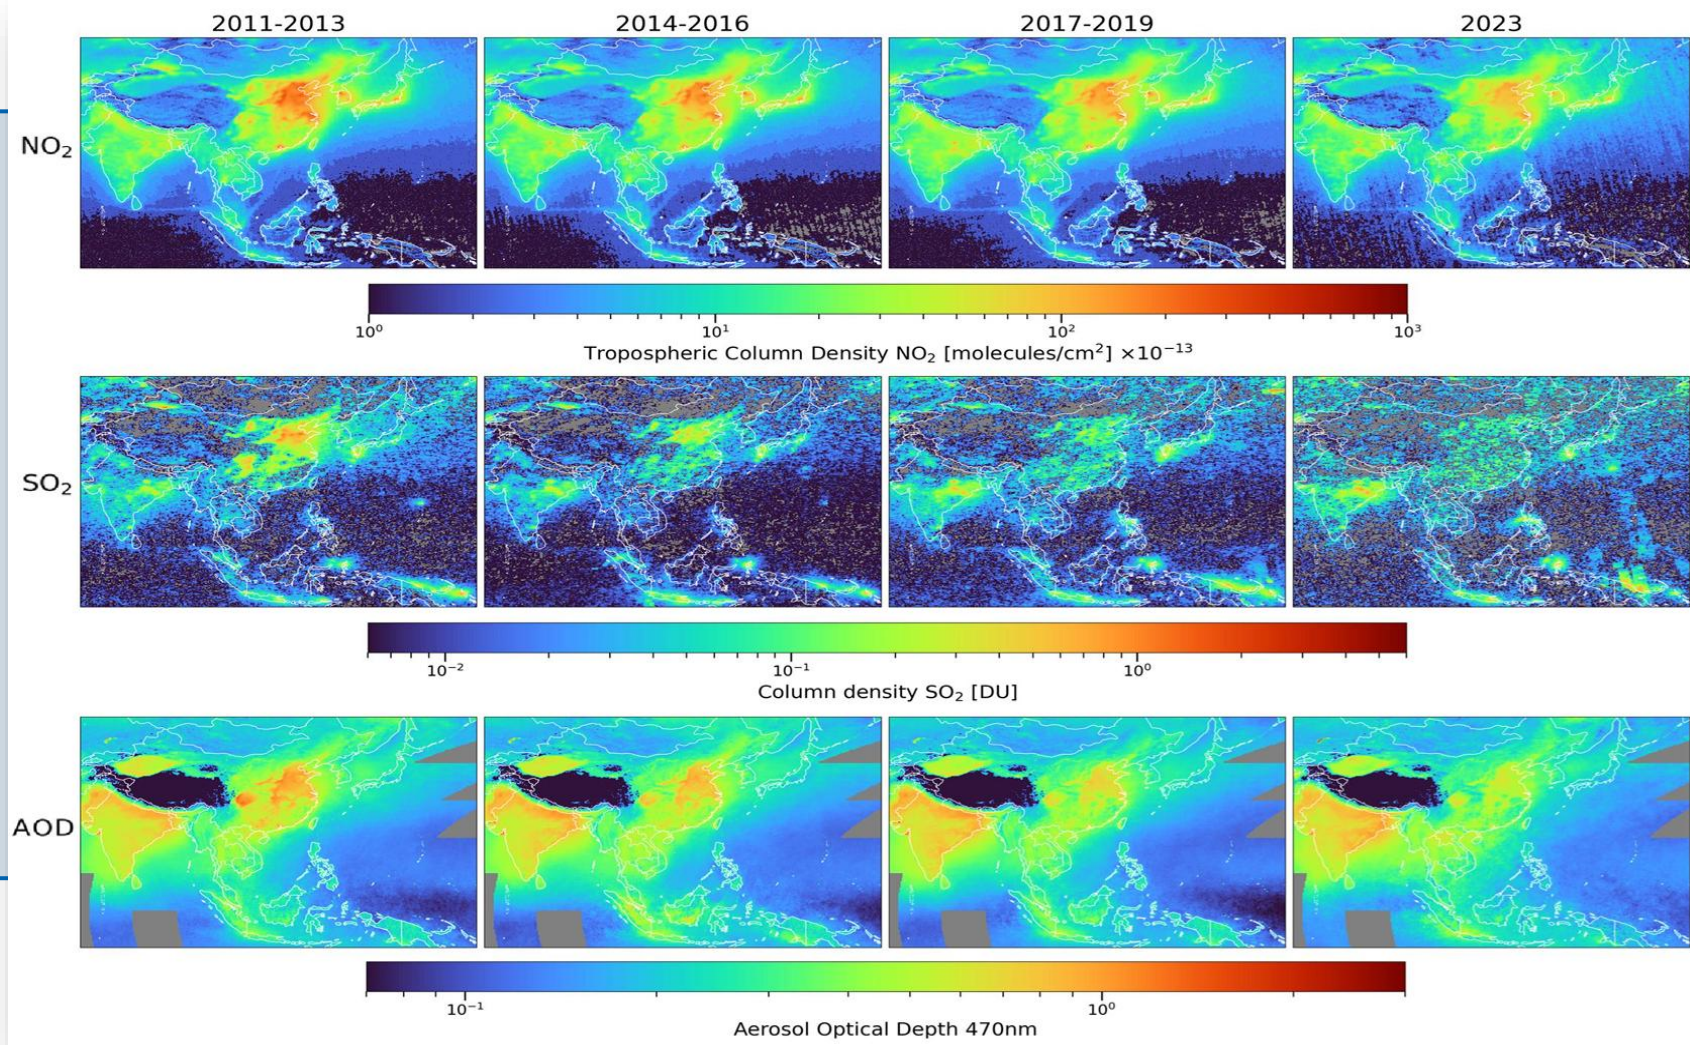 2011-2013 2014-2016 2017-2019 2023
NO₂
10⁰ 10¹ 10² 10³
Tropospheric Column Density NO₂ [molecules/cm²] ×10⁻¹³
SO₂
10⁻² 10⁻¹ 10⁰
Column density SO₂ [DU]
AOD
10⁻¹ 10⁰
Aerosol Optical Depth 470nm